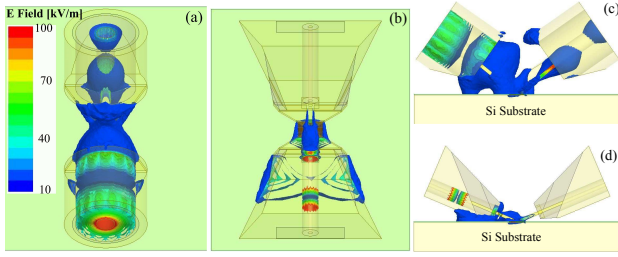 E Field [kV/m]
100
70
40
10
(a)
(b)
(c)
Si Substrate
(d)
Si Substrate